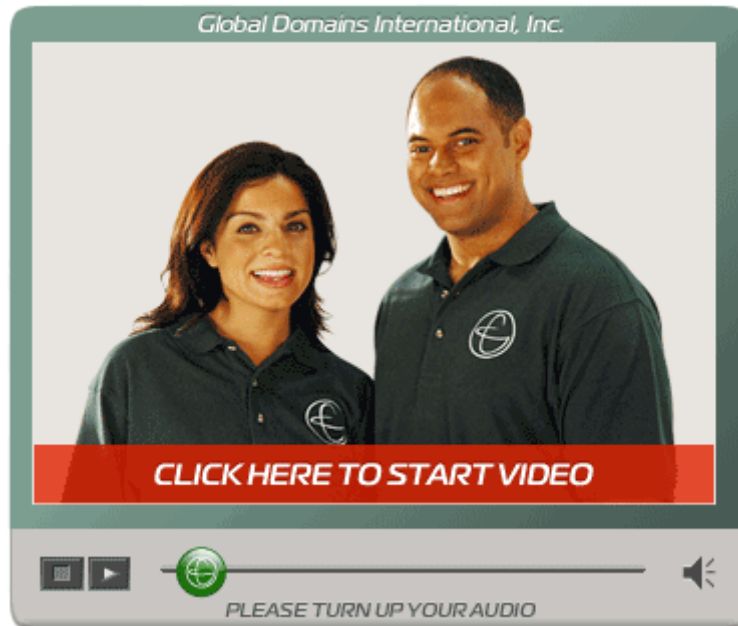 Global Domains International, Inc.
CLICK HERE TO START VIDEO
PLEASE TURN UP YOUR AUDIO